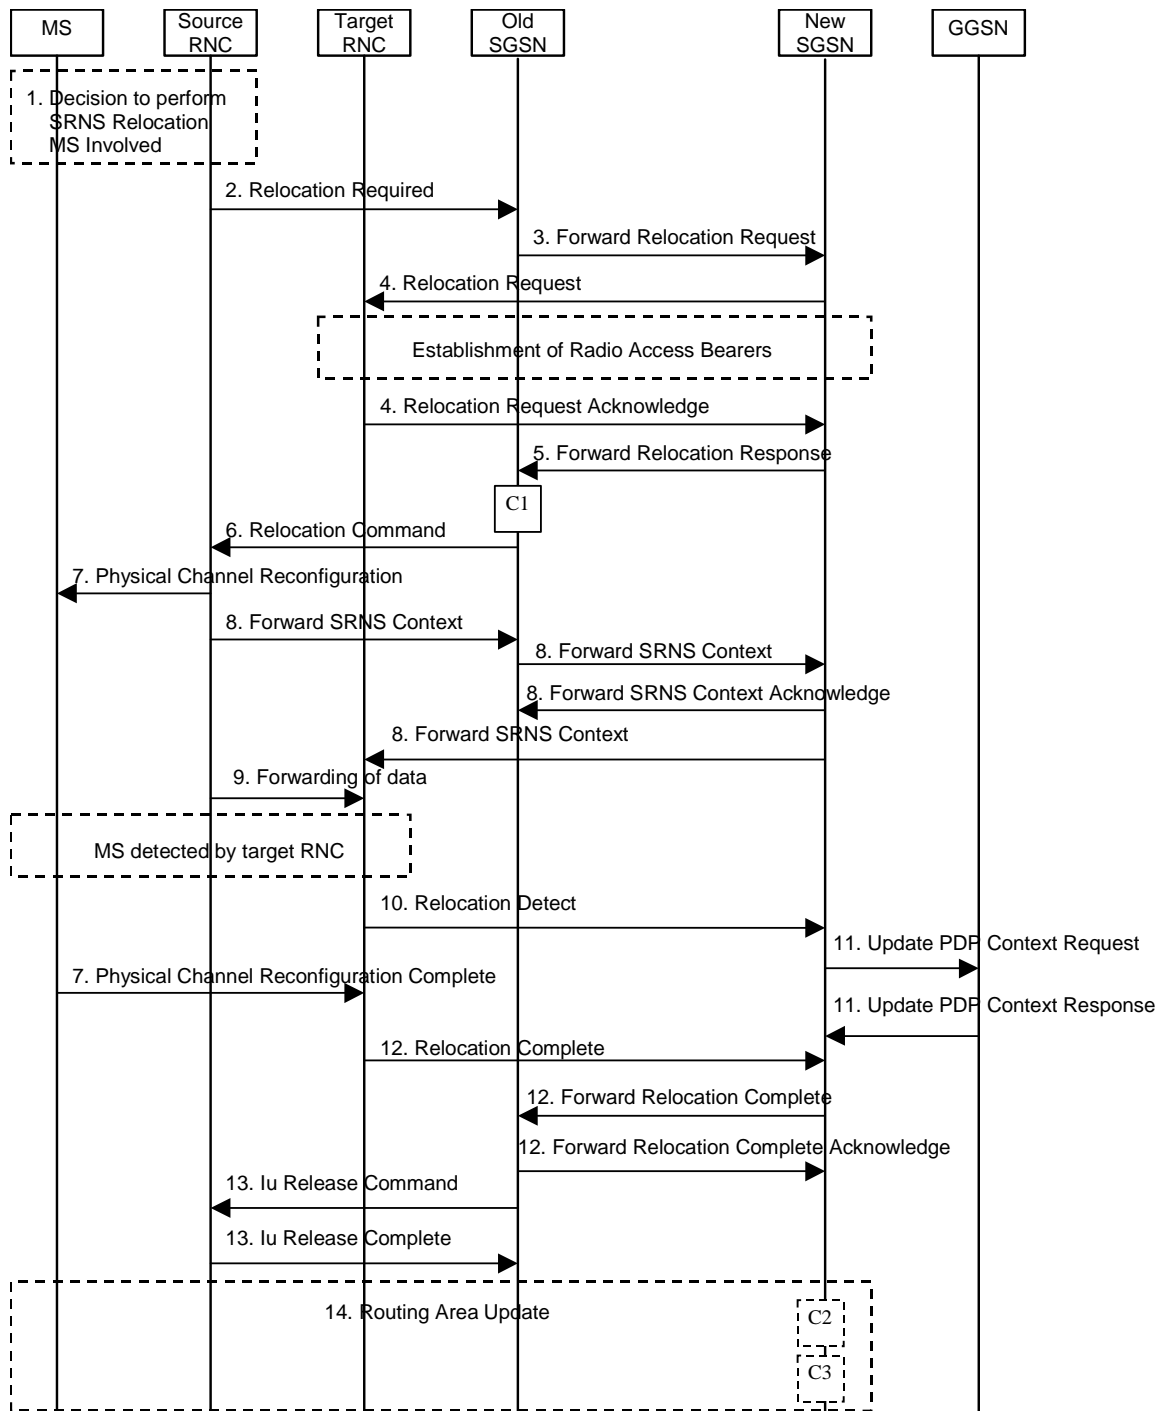 MS
Source
RNC
Target
RNC
Old
SGSN
New
SGSN
GGSN
1. Decision to perform
SRNS Relocation
MS Involved
2. Relocation Required
3. Forward Relocation Request
4. Relocation Request
Establishment of Radio Access Bearers
4. Relocation Request Acknowledge
5. Forward Relocation Response
C1
6. Relocation Command
7. Physical Channel Reconfiguration
8. Forward SRNS Context
8. Forward SRNS Context
8. Forward SRNS Context Acknowledge
8. Forward SRNS Context
9. Forwarding of data
MS detected by target RNC
10. Relocation Detect
11. Update PDP Context Request
7. Physical Channel Reconfiguration Complete
11. Update PDP Context Response
12. Relocation Complete
12. Forward Relocation Complete
12. Forward Relocation Complete Acknowledge
13. Iu Release Command
13. Iu Release Complete
14. Routing Area Update
C2
C3